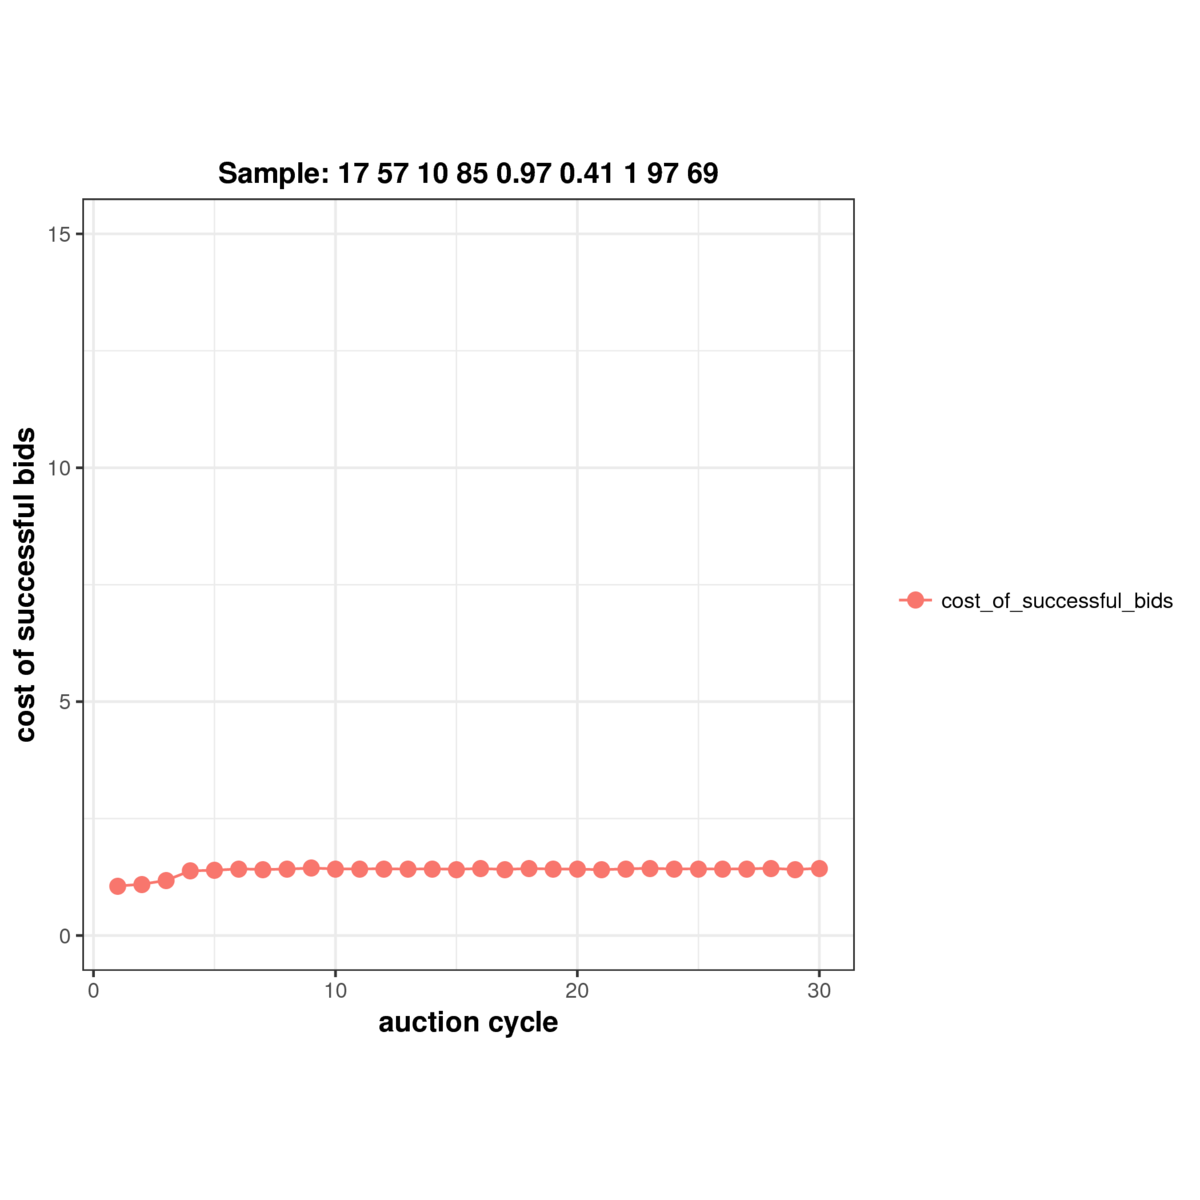 Sample: 17 57 10 85 0.97 0.41 1 97 69
15
10
5
0
cost of successful bids
0 10 20 30
auction cycle
cost_of_successful_bids